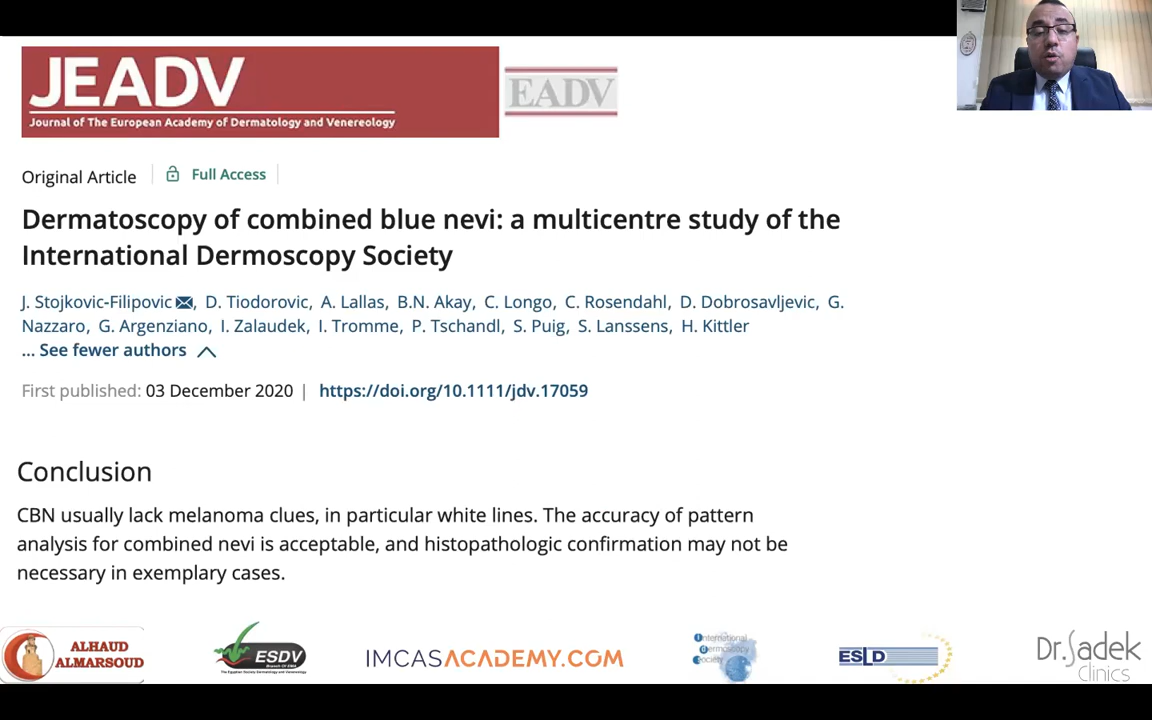 JEADV
Journal of The European Academy of Dermatology and Venereology
EADV
Original Article
Full Access
Dermatoscopy of combined blue nevi: a multicentre study of the
International Dermoscopy Society
J. Stojkovic-Filipovic, D. Tiodorovic, A. Lallas, B.N. Akay, C. Longo, C. Rosendahl, D. Dobrosavljevic, G.
Nazzaro, G. Argenziano, I. Zalaudek, I. Tromme, P. Tschandl, S. Puig, S. Lanssens, H. Kittler
... See fewer authors
First published: 03 December 2020 | https://doi.org/10.1111/jdv.17059
Conclusion
CBN usually lack melanoma clues, in particular white lines. The accuracy of pattern
analysis for combined nevi is acceptable, and histopathologic confirmation may not be
necessary in exemplary cases.
ALHAUD
ALMARSOUD
ESDV
IMCASACADEMY.COM
International
dermoscopy
Society
ESLD
Dr.Sadek
Clinics